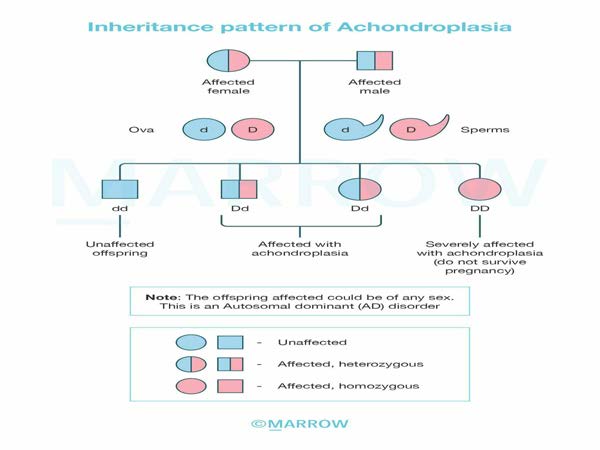 Inheritance pattern of Achondroplasia
Affected female
Affected male
Ova
d
D
d
D
Sperms
MARROW
dd
Dd
Dd
DD
Unaffected
offspring
Affected with
achondroplasia
Severely affected
with achondroplasia
(do not survive
pregnancy)
Note: The offspring affected could be of any sex.
This is an Autosomal dominant (AD) disorder
- Unaffected
- Affected, heterozygous
- Affected, homozygous
©MARROW